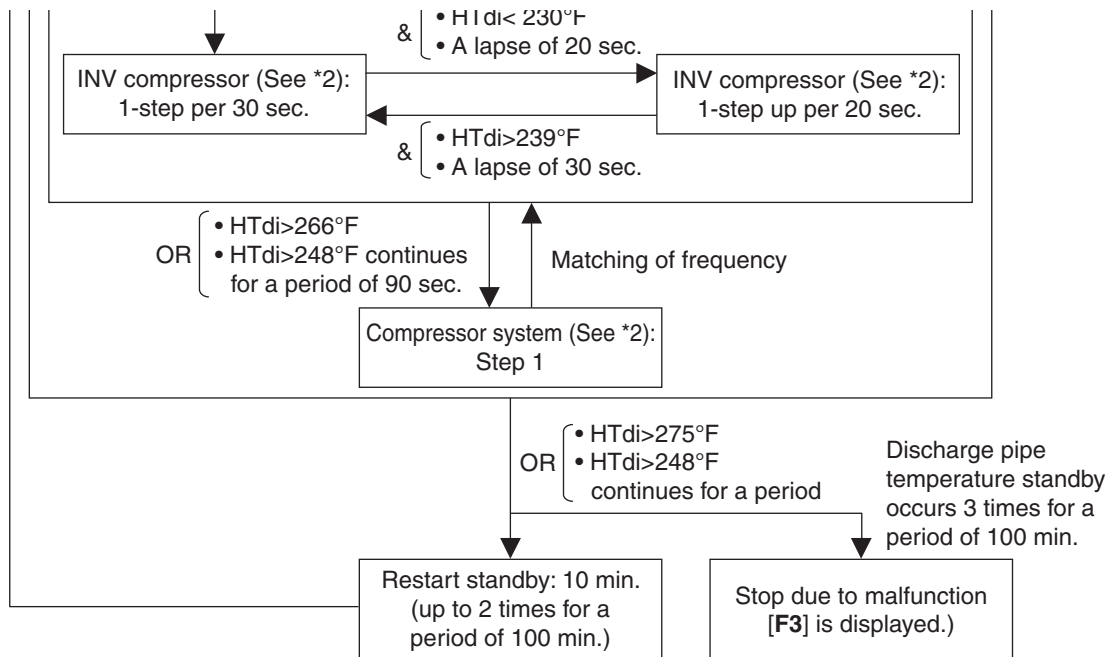 • HTdi< 230°F
&
• A lapse of 20 sec.
INV compressor (See *2):
1-step per 30 sec.
INV compressor (See *2):
1-step up per 20 sec.
• HTdi>239°F
&
• A lapse of 30 sec.
• HTdi>266°F
OR
• HTdi>248°F continues
for a period of 90 sec.
Matching of frequency
Compressor system (See *2):
Step 1
• HTdi>275°F
OR
• HTdi>248°F
continues for a period
Discharge pipe
temperature standby
occurs 3 times for a
period of 100 min.
Restart standby: 10 min.
(up to 2 times for a
period of 100 min.)
Stop due to malfunction
[F3] is displayed.)